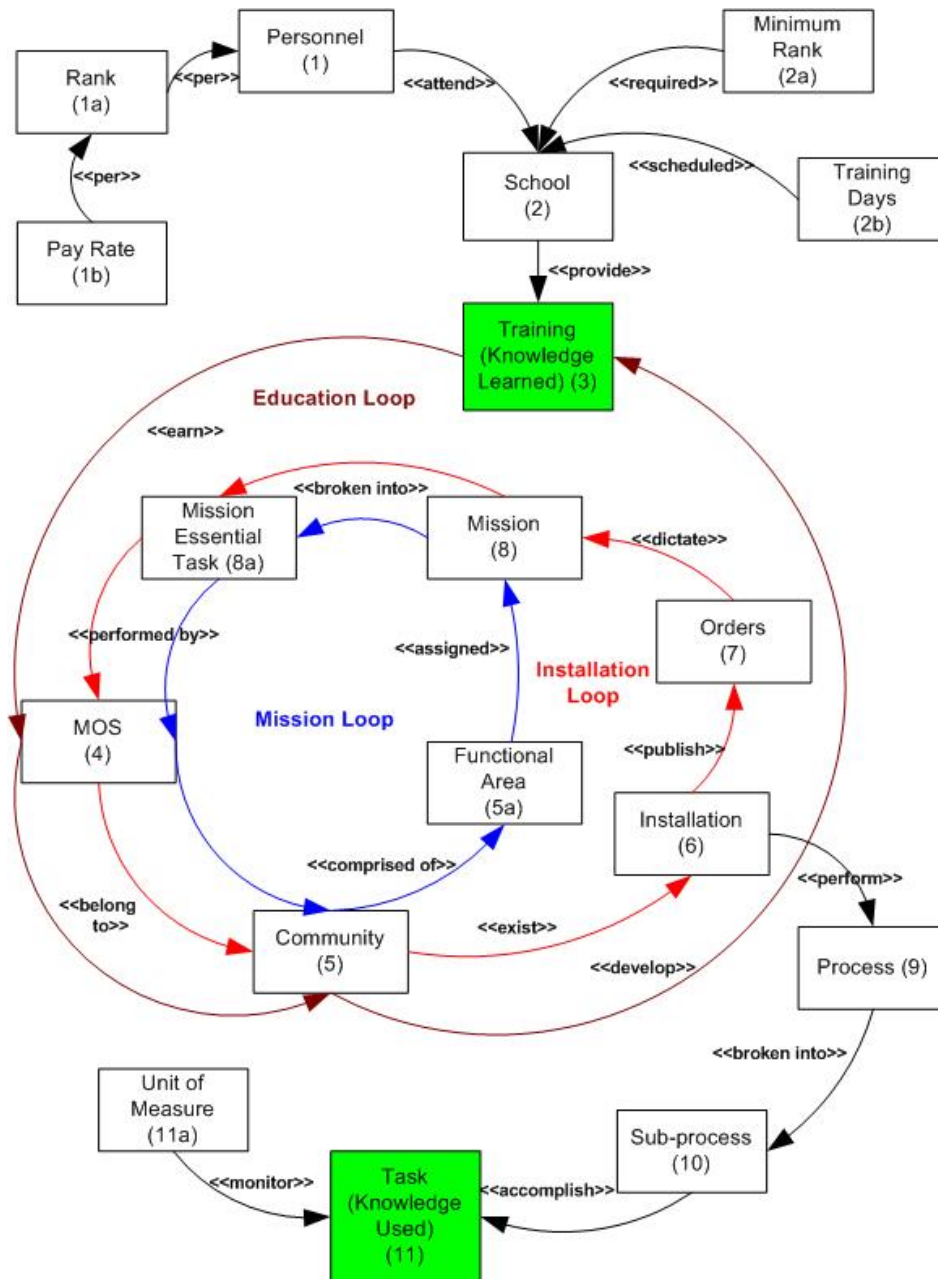 Personnel
(1)
Minimum
Rank
(2a)
Rank
(1a)
<<per>>
<<attend>>
<<required>>
<<per>>
<<scheduled>>
School
(2)
Training
Days
(2b)
Pay Rate
(1b)
<<provide>>
Training
(Knowledge
Learned) (3)
Education Loop
<<earn>>
<<broken into>>
Mission
Essential
Task (8a)
Mission
(8)
<<dictate>>
Orders
(7)
<<performed by>>
<<assigned>>
Installation
Loop
MOS
(4)
Mission Loop
<<publish>>
Functional
Area
(5a)
Installation
(6)
<<comprised of>>
<<perform>>
<<belong
to>>
Community
(5)
<<exist>>
<<develop>>
Process (9)
<<broken into>>
Unit of
Measure
(11a)
Sub-process
(10)
<<monitor>>
Task
(Knowledge
Used)
(11)
<<accomplish>>